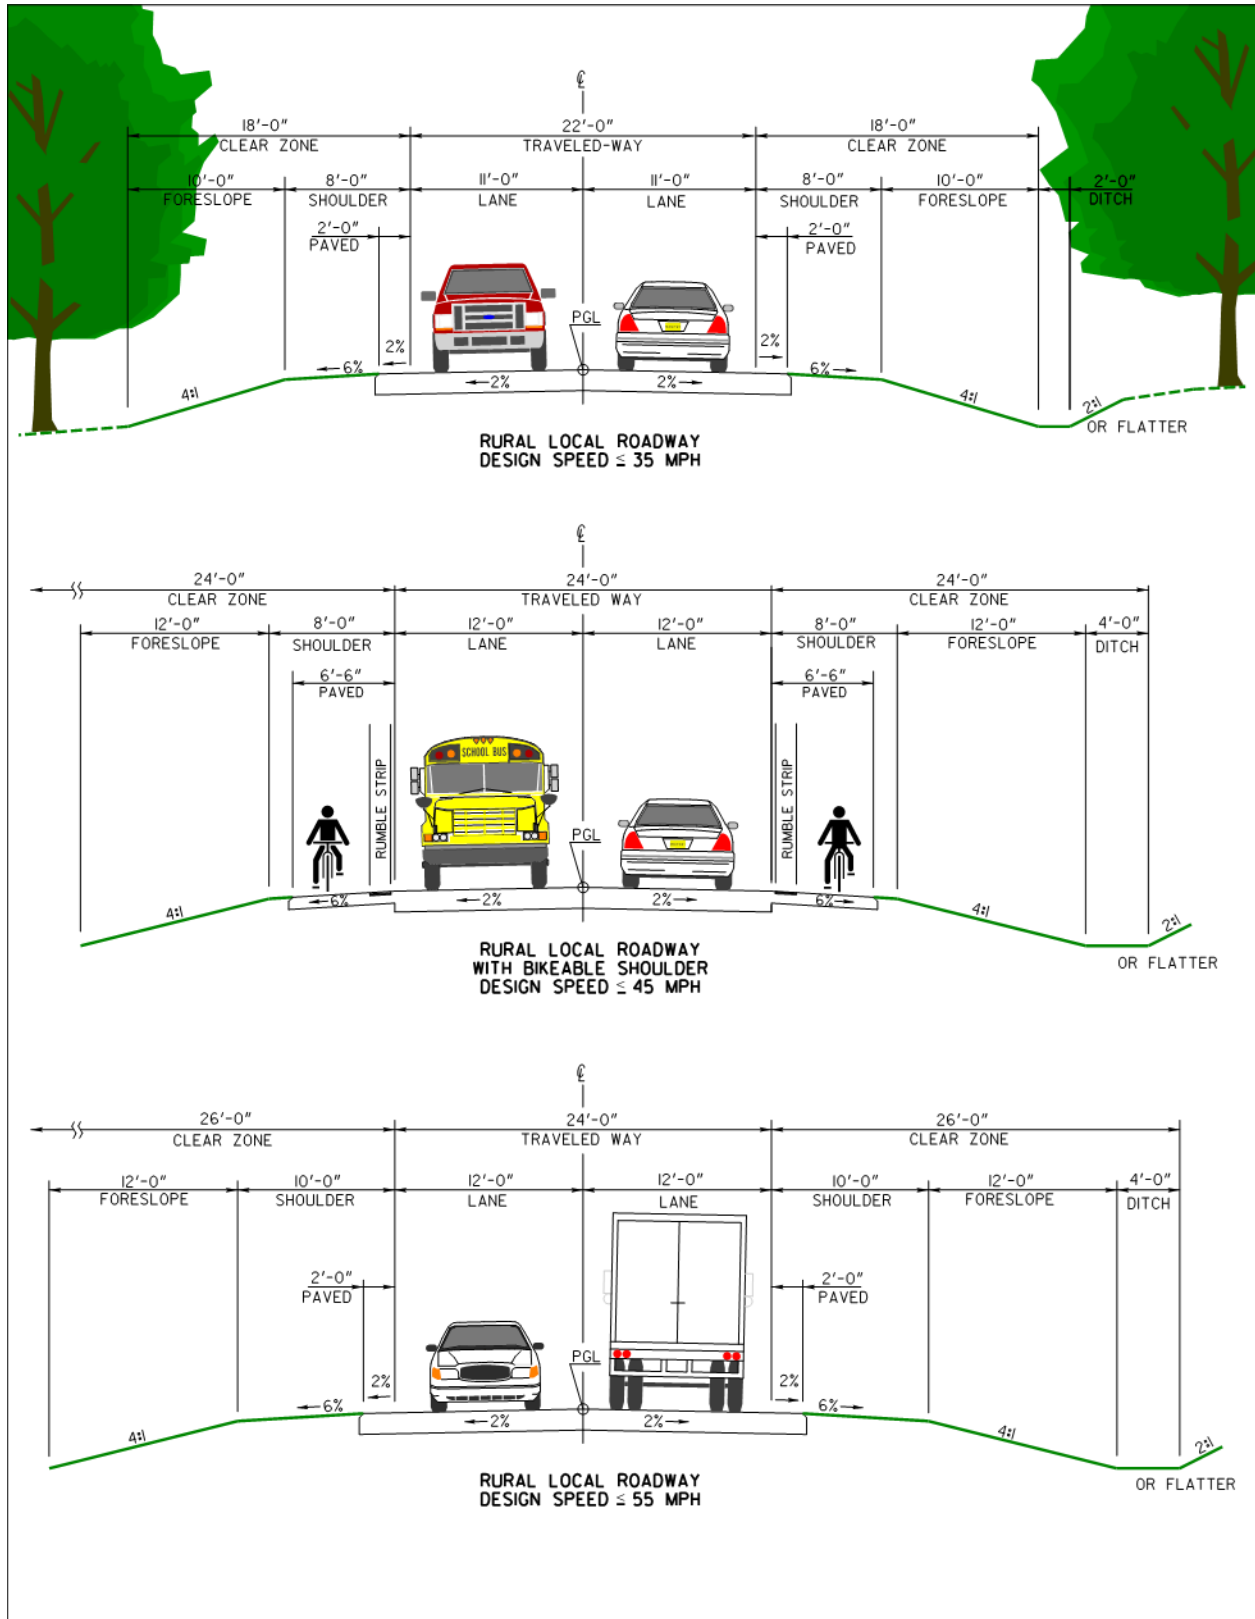 ℄
18'-0" 22'-0" 18'-0"
CLEAR ZONE TRAVELED-WAY CLEAR ZONE
10'-0" 8'-0" 11'-0" 11'-0" 8'-0" 10'-0" 2'-0"
FORESLOPE SHOULDER LANE LANE SHOULDER FORESLOPE DITCH
2'-0" 2'-0"
PAVED PAVED
PGL
2% 2%
6% 6%
4:1 2% 2% 4:1 2:1
OR FLATTER
RURAL LOCAL ROADWAY
DESIGN SPEED ≤ 35 MPH
℄
24'-0" 24'-0" 24'-0"
CLEAR ZONE TRAVELED WAY CLEAR ZONE
12'-0" 8'-0" 12'-0" 12'-0" 8'-0" 12'-0" 4'-0"
FORESLOPE SHOULDER LANE LANE SHOULDER FORESLOPE DITCH
6'-6" 6'-6"
PAVED PAVED
SCHOOL BUS
RUMBLE STRIP RUMBLE STRIP
PGL
4:1 6% 2% 2% 6% 4:1 2:1
OR FLATTER
RURAL LOCAL ROADWAY
WITH BIKEABLE SHOULDER
DESIGN SPEED ≤ 45 MPH
℄
26'-0" 24'-0" 26'-0"
CLEAR ZONE TRAVELED WAY CLEAR ZONE
12'-0" 10'-0" 12'-0" 12'-0" 10'-0" 12'-0" 4'-0"
FORESLOPE SHOULDER LANE LANE SHOULDER FORESLOPE DITCH
2'-0" 2'-0"
PAVED PAVED
PGL
2% 2%
6% 6%
4:1 2% 2% 4:1 2:1
OR FLATTER
RURAL LOCAL ROADWAY
DESIGN SPEED ≤ 55 MPH